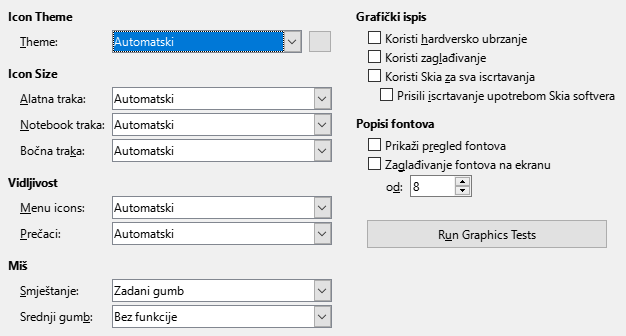 Icon Theme
Theme: Automatski
Icon Size
Alatna traka: Automatski
Notebook traka: Automatski
Bočna traka: Automatski
Vidljivost
Menu icons: Automatski
Prečaci: Automatski
Miš
Smještanje: Zadani gumb
Srednji gumb: Bez funkcije
Grafički ispis
Koristi hardversko ubrzanje
Koristi zaglađivanje
Koristi Skia za sva iscrtavanja
Prisili iscrtavanje upotrebom Skia softvera
Popisi fontova
Prikaži pregled fontova
Zaglađivanje fontova na ekranu
od: 8
Run Graphics Tests